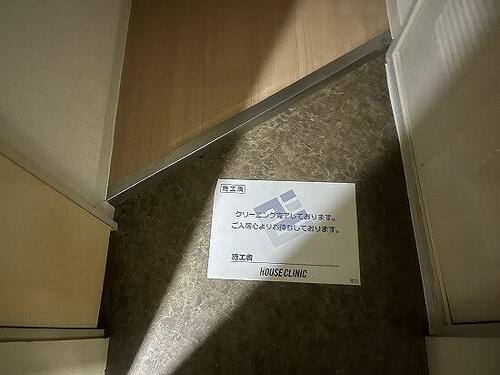 施工済
クリーニング完了しております。
ご入居心よりお待ちしております。
施工者
HOUSE CLINIC